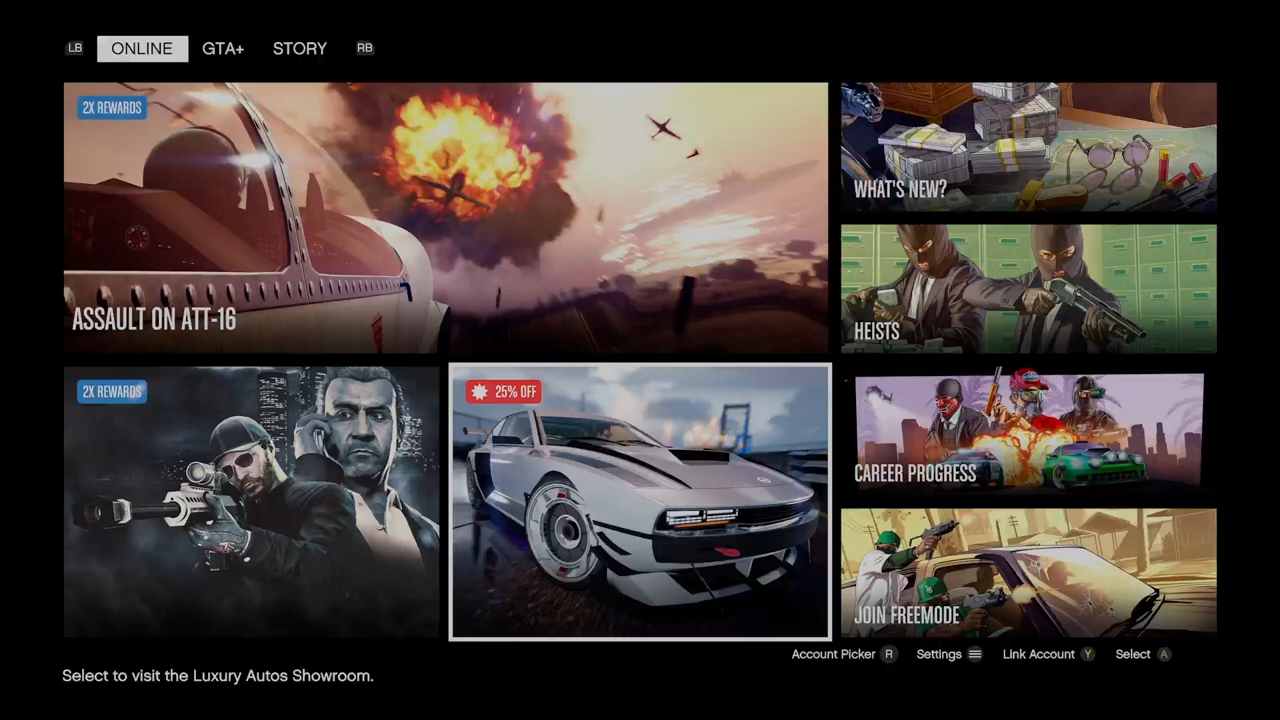 LB ONLINE GTA+ STORY RB
2X REWARDS
ASSAULT ON ATT-16
WHAT'S NEW?
HEISTS
2X REWARDS
25% OFF
CAREER PROGRESS
JOIN FREEMODE
Account Picker R Settings Link Account Y Select A
Select to visit the Luxury Autos Showroom.